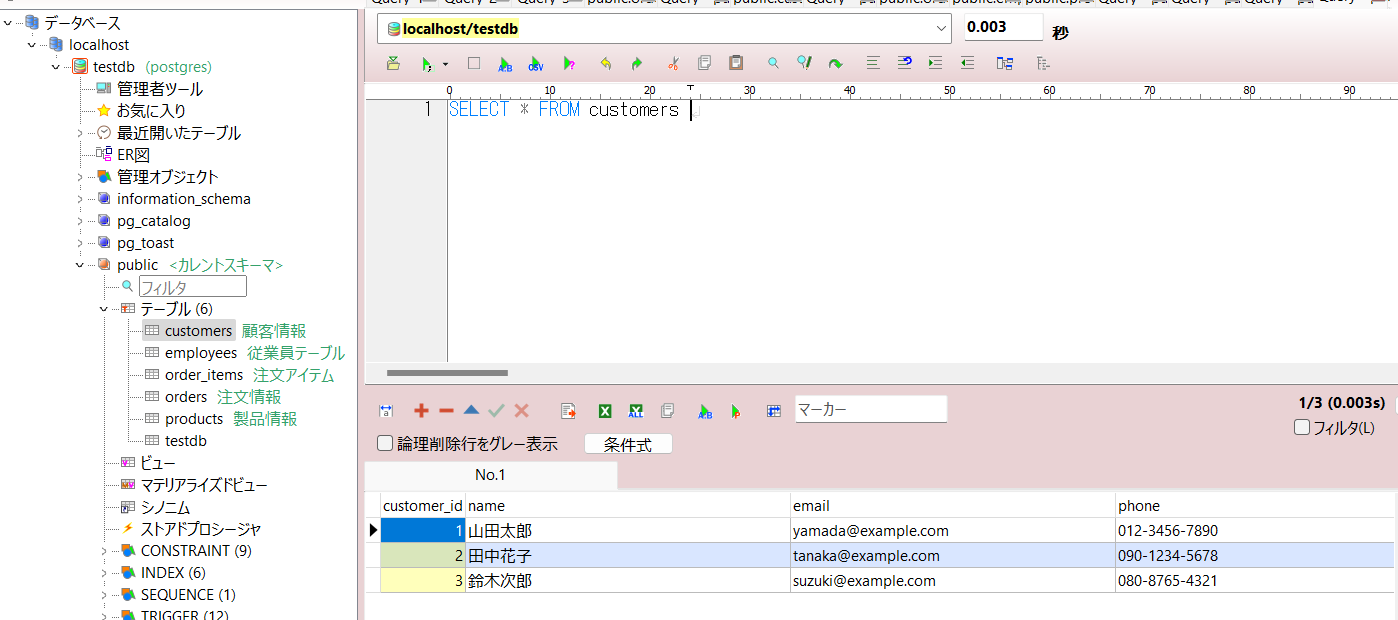 データベース
localhost
testdb (postgres)
管理者ツール
お気に入り
最近開いたテーブル
ER図
管理オブジェクト
information_schema
pg_catalog
pg_toast
public <カレントスキーマ>
フィルタ
テーブル (6)
customers 顧客情報
employees 従業員テーブル
order_items 注文アイテム
orders 注文情報
products 製品情報
testdb
ビュー
マテリアライズドビュー
シノニム
ストアドプロシージャ
CONSTRAINT (9)
INDEX (6)
SEQUENCE (1)
TRIGGER (12)
localhost/testdb
0.003 秒
0 10 20 30 40 50 60 70 80 90
1 SELECT * FROM customers
マーカー
1/3 (0.003s)
論理削除行をグレー表示 条件式
フィルタ(L)
No.1
customer_id name email phone
1 山田太郎 yamada@example.com 012-3456-7890
2 田中花子 tanaka@example.com 090-1234-5678
3 鈴木次郎 suzuki@example.com 080-8765-4321